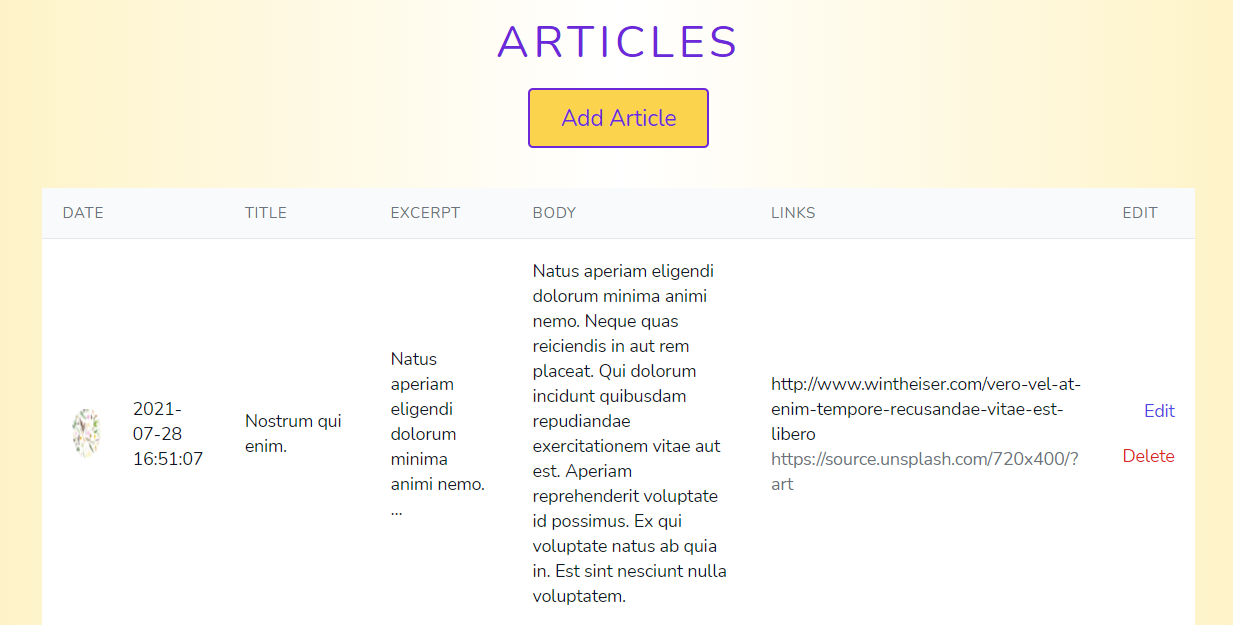 ARTICLES
Add Article
DATE TITLE EXCERPT BODY LINKS EDIT
2021-
07-28
16:51:07
Nostrum qui
enim.
Natus
aperiam
eligendi
dolorum
minima
animi nemo.
...
Natus aperiam eligendi
dolorum minima animi
nemo. Neque quas
reiciendis in aut rem
placeat. Qui dolorum
incidunt quibusdam
repudiandae
exercitationem vitae aut
est. Aperiam
reprehenderit voluptate
id possimus. Ex qui
voluptate natus ab quia
in. Est sint nesciunt nulla
voluptatem.
http://www.wintheiser.com/vero-vel-at-
enim-tempore-recusandae-vitae-est-
libero
https://source.unsplash.com/720x400/?
art
Edit
Delete